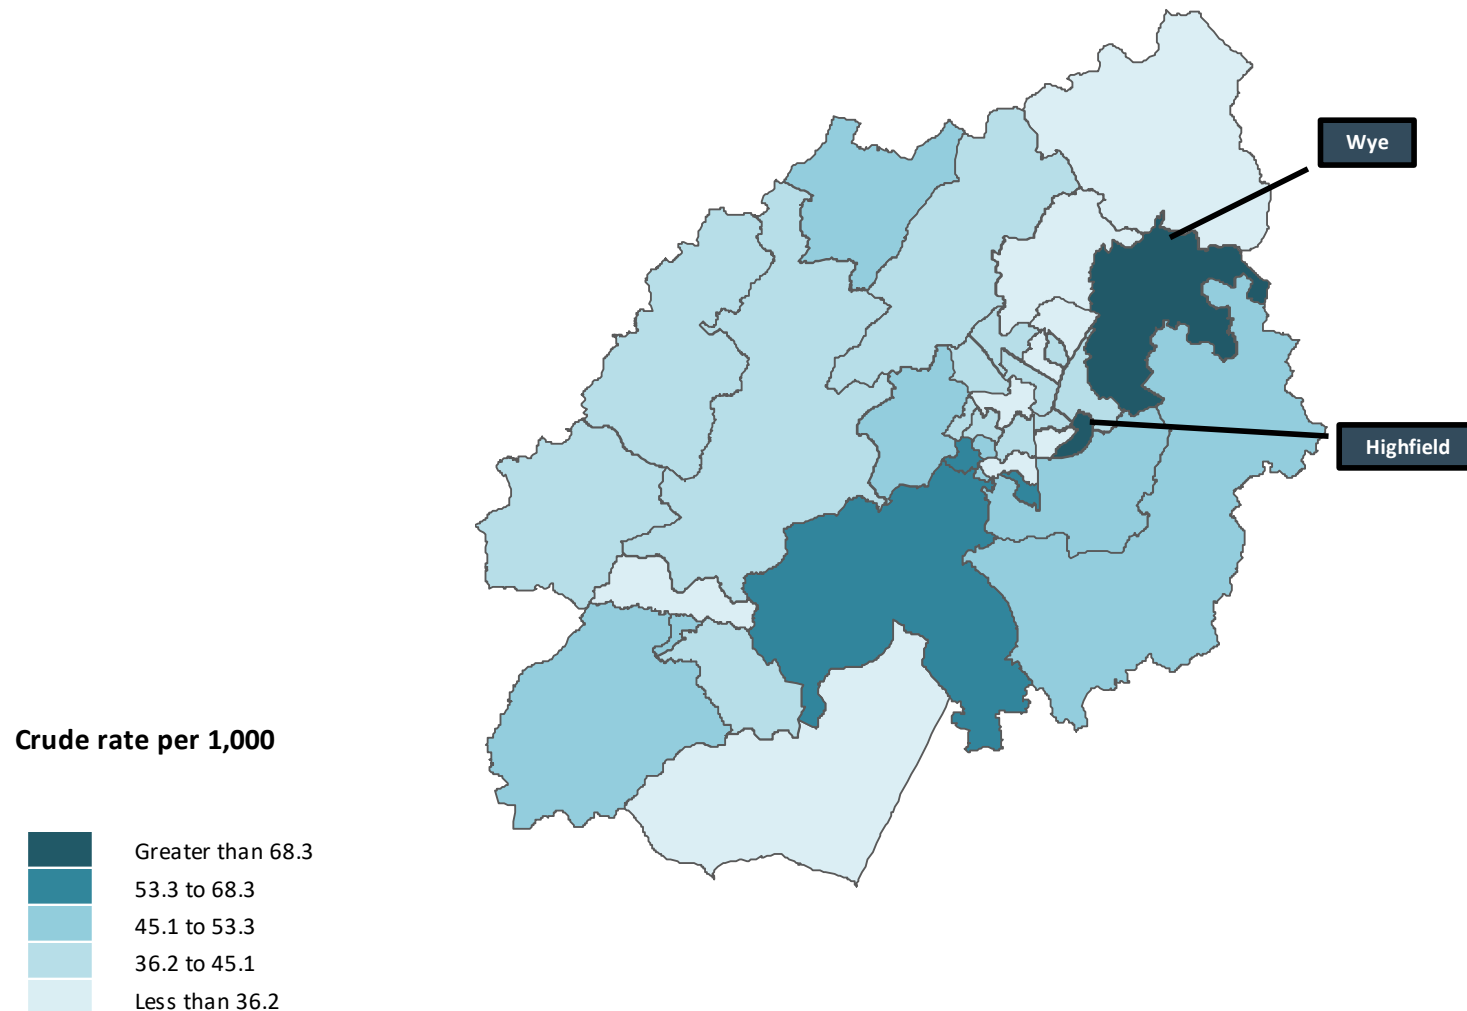 Wye
Highfield
Crude rate per 1,000
Greater than 68.3
53.3 to 68.3
45.1 to 53.3
36.2 to 45.1
Less than 36.2